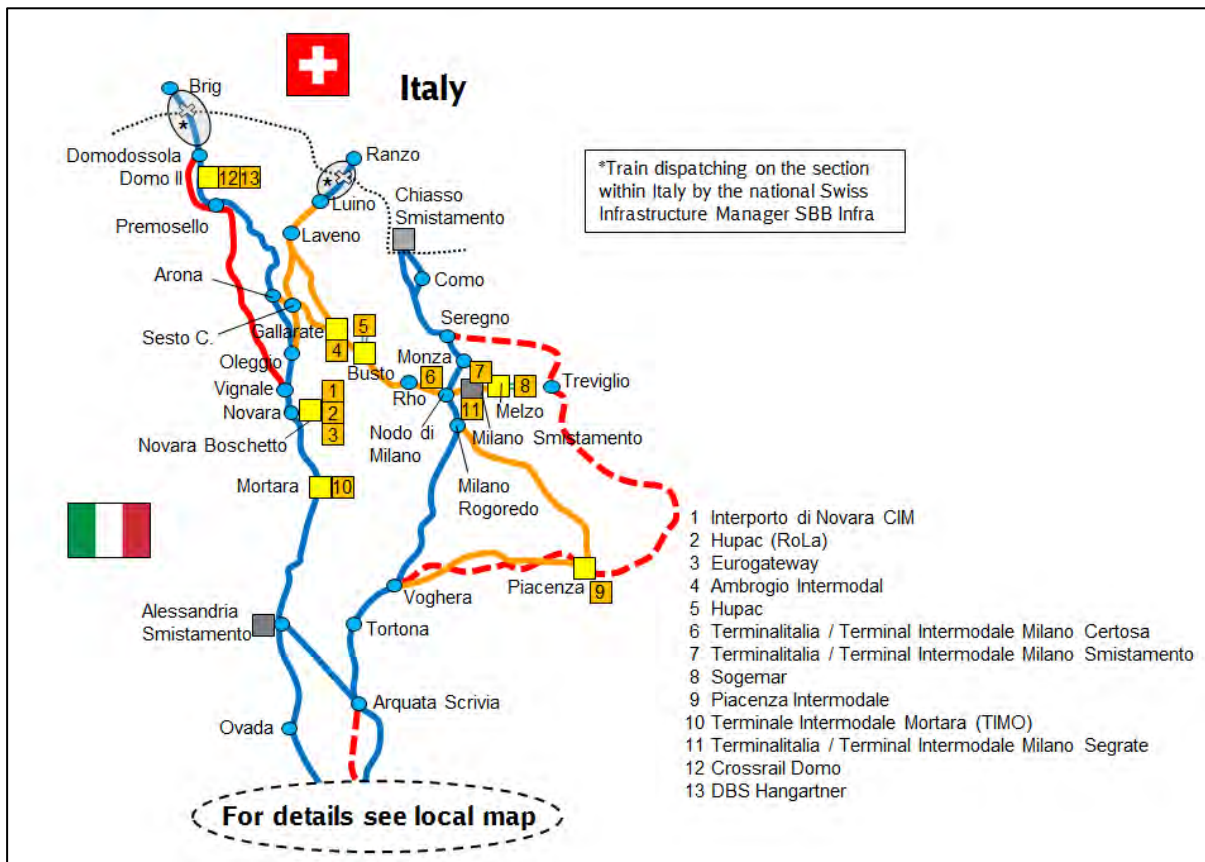 Italy
Brig
*
Domodossola
Domo II
12 13
Premosello
Ranzo
*
Luino
Chiasso
Smistamento
*Train dispatching on the section
within Italy by the national Swiss
Infrastructure Manager SBB Infra
Laveno
Arona
Como
Sesto C.
Gallarate
5
4
Seregno
Oleggio
Busto
Monza
7
6
8
Treviglio
Vignale
Rho
11
Melzo
Novara
1
2
3
Novara Boschetto
Nodo di
Milano
Milano Smistamento
Mortara
10
Milano
Rogoredo
Piacenza
9
Voghera
Alessandria
Smistamento
Tortona
Arquata Scrivia
Ovada
For details see local map
1 Interporto di Novara CIM
2 Hupac (RoLa)
3 Eurogateway
4 Ambrogio Intermodal
5 Hupac
6 Terminalitalia / Terminal Intermodale Milano Certosa
7 Terminalitalia / Terminal Intermodale Milano Smistamento
8 Sogemar
9 Piacenza Intermodale
10 Terminale Intermodale Mortara (TIMO)
11 Terminalitalia / Terminal Intermodale Milano Segrate
12 Crossrail Domo
13 DBS Hangartner